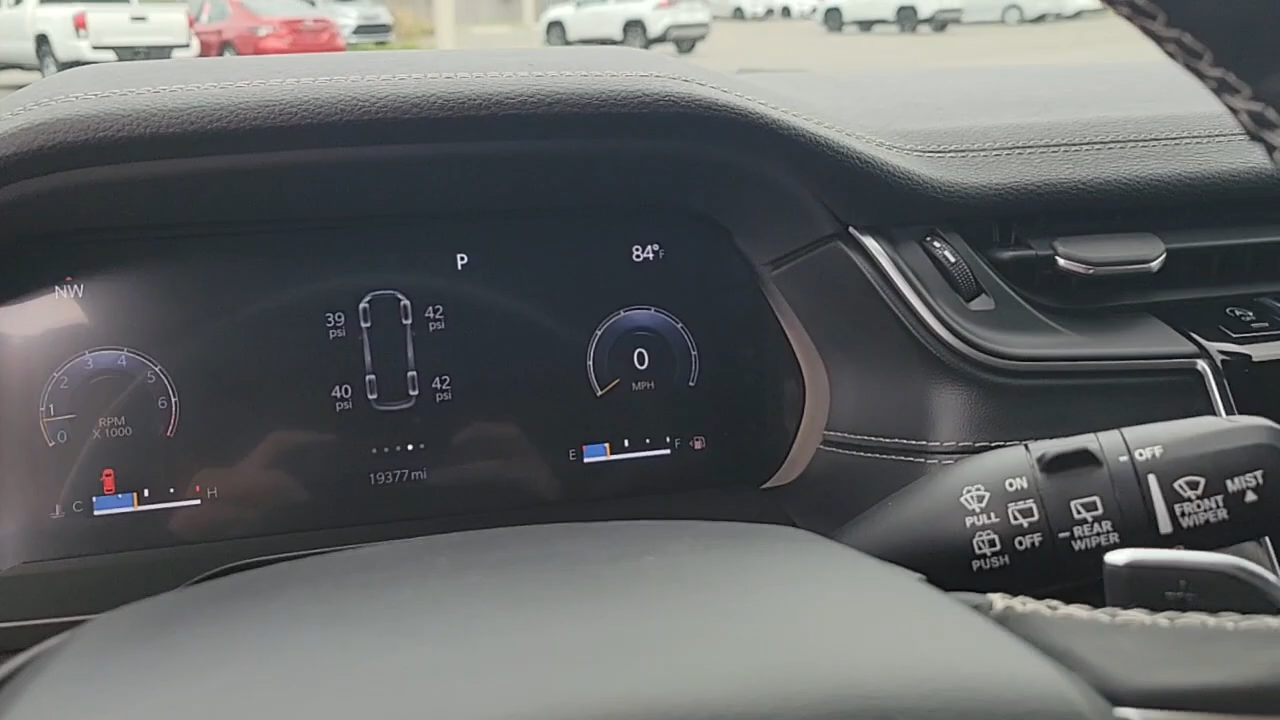 NW
P
84°F
39 psi
42 psi
40 psi
42 psi
0
1
2
3
4
5
6
RPM
X 1000
0
MPH
E
F
C
H
19377 mi
PULL
PUSH
ON
OFF
REAR
WIPER
OFF
FRONT
WIPER
MIST
OFF